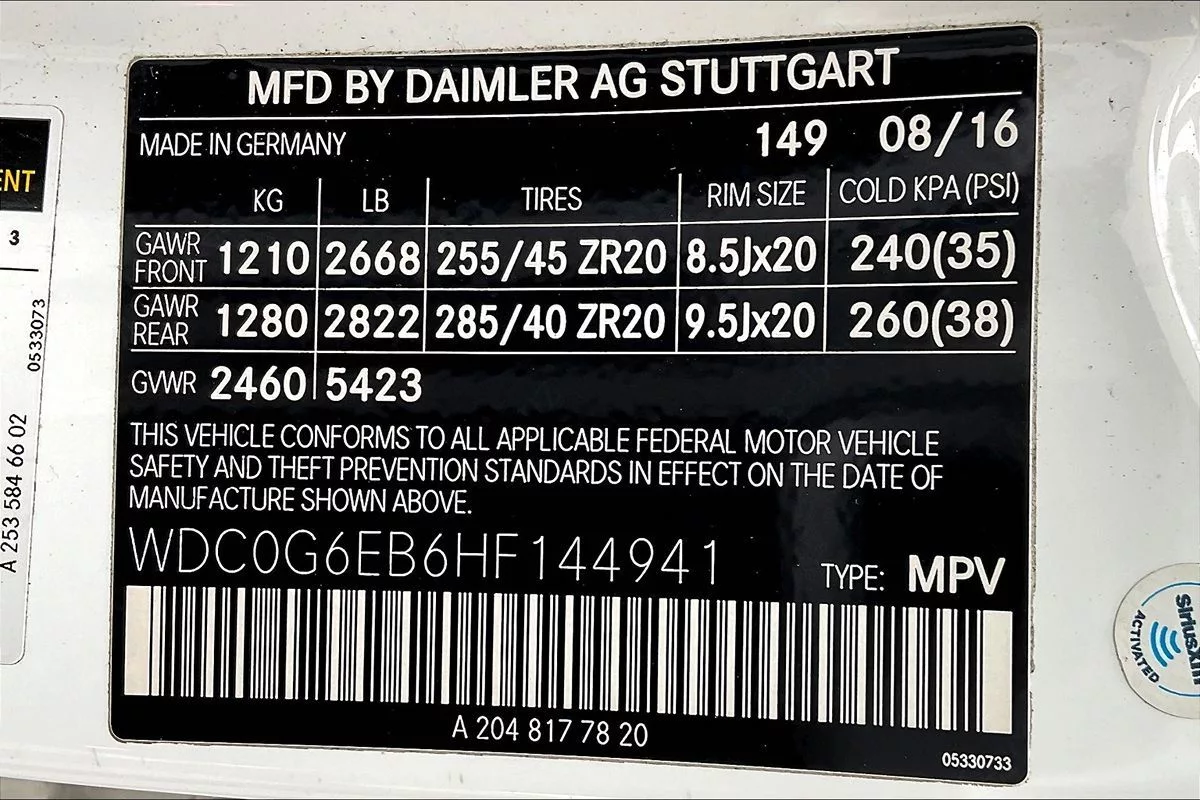 MFD BY DAIMLER AG STUTTGART
MADE IN GERMANY 149 08/16
KG LB TIRES RIM SIZE COLD KPA (PSI)
GAWR FRONT 1210 2668 255/45 ZR20 8.5Jx20 240(35)
GAWR REAR 1280 2822 285/40 ZR20 9.5Jx20 260(38)
GVWR 2460 5423
THIS VEHICLE CONFORMS TO ALL APPLICABLE FEDERAL MOTOR VEHICLE
SAFETY AND THEFT PREVENTION STANDARDS IN EFFECT ON THE DATE OF
MANUFACTURE SHOWN ABOVE.
WDC0G6EB6HF144941 TYPE: MPV
A 204 817 78 20
05330733
ENT
3
05330733
A 253 584 66 02
SiriusXM
ACTIVATED